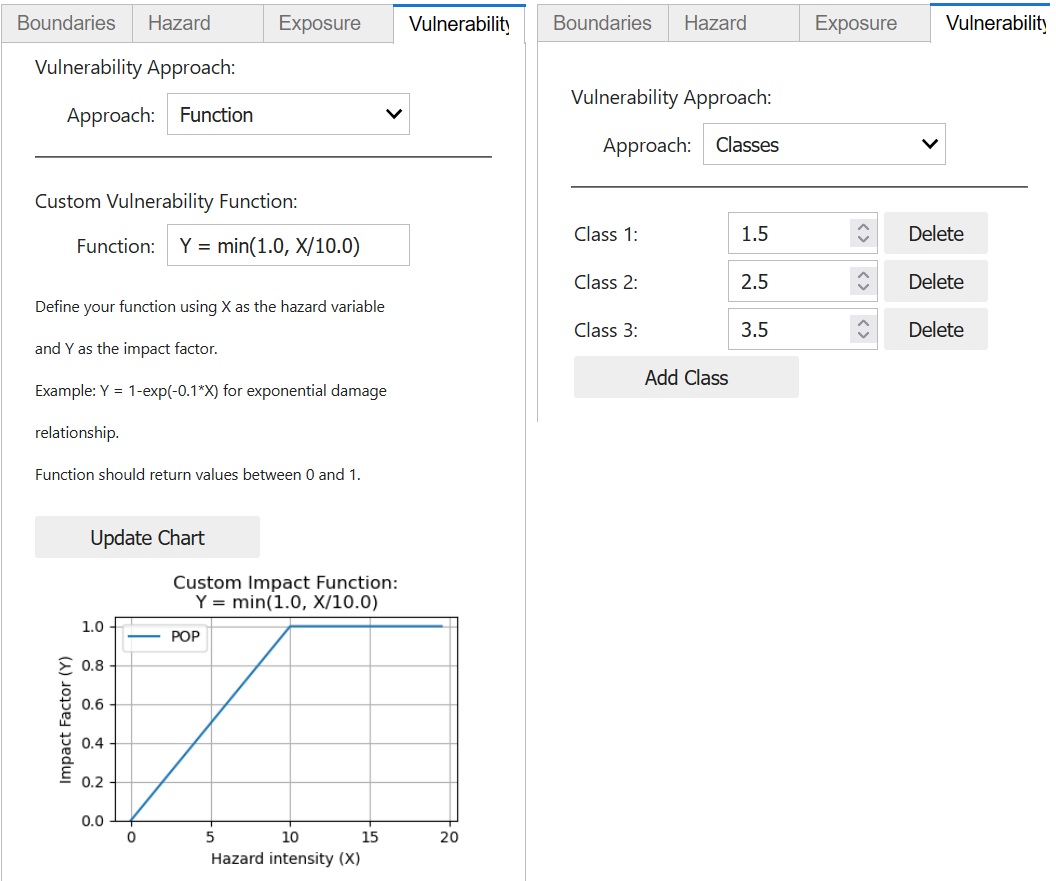 Boundaries Hazard Exposure Vulnerability
Vulnerability Approach:
Approach: Function
Custom Vulnerability Function:
Function: Y = min(1.0, X/10.0)
Define your function using X as the hazard variable
and Y as the impact factor.
Example: Y = 1-exp(-0.1*X) for exponential damage
relationship.
Function should return values between 0 and 1.
Update Chart
Custom Impact Function:
Y = min(1.0, X/10.0)
POP
1.0
0.8
0.6
0.4
0.2
0.0
Impact Factor (Y)
0 5 10 15 20
Hazard intensity (X)
Boundaries Hazard Exposure Vulnerability
Vulnerability Approach:
Approach: Classes
Class 1: 1.5 Delete
Class 2: 2.5 Delete
Class 3: 3.5 Delete
Add Class